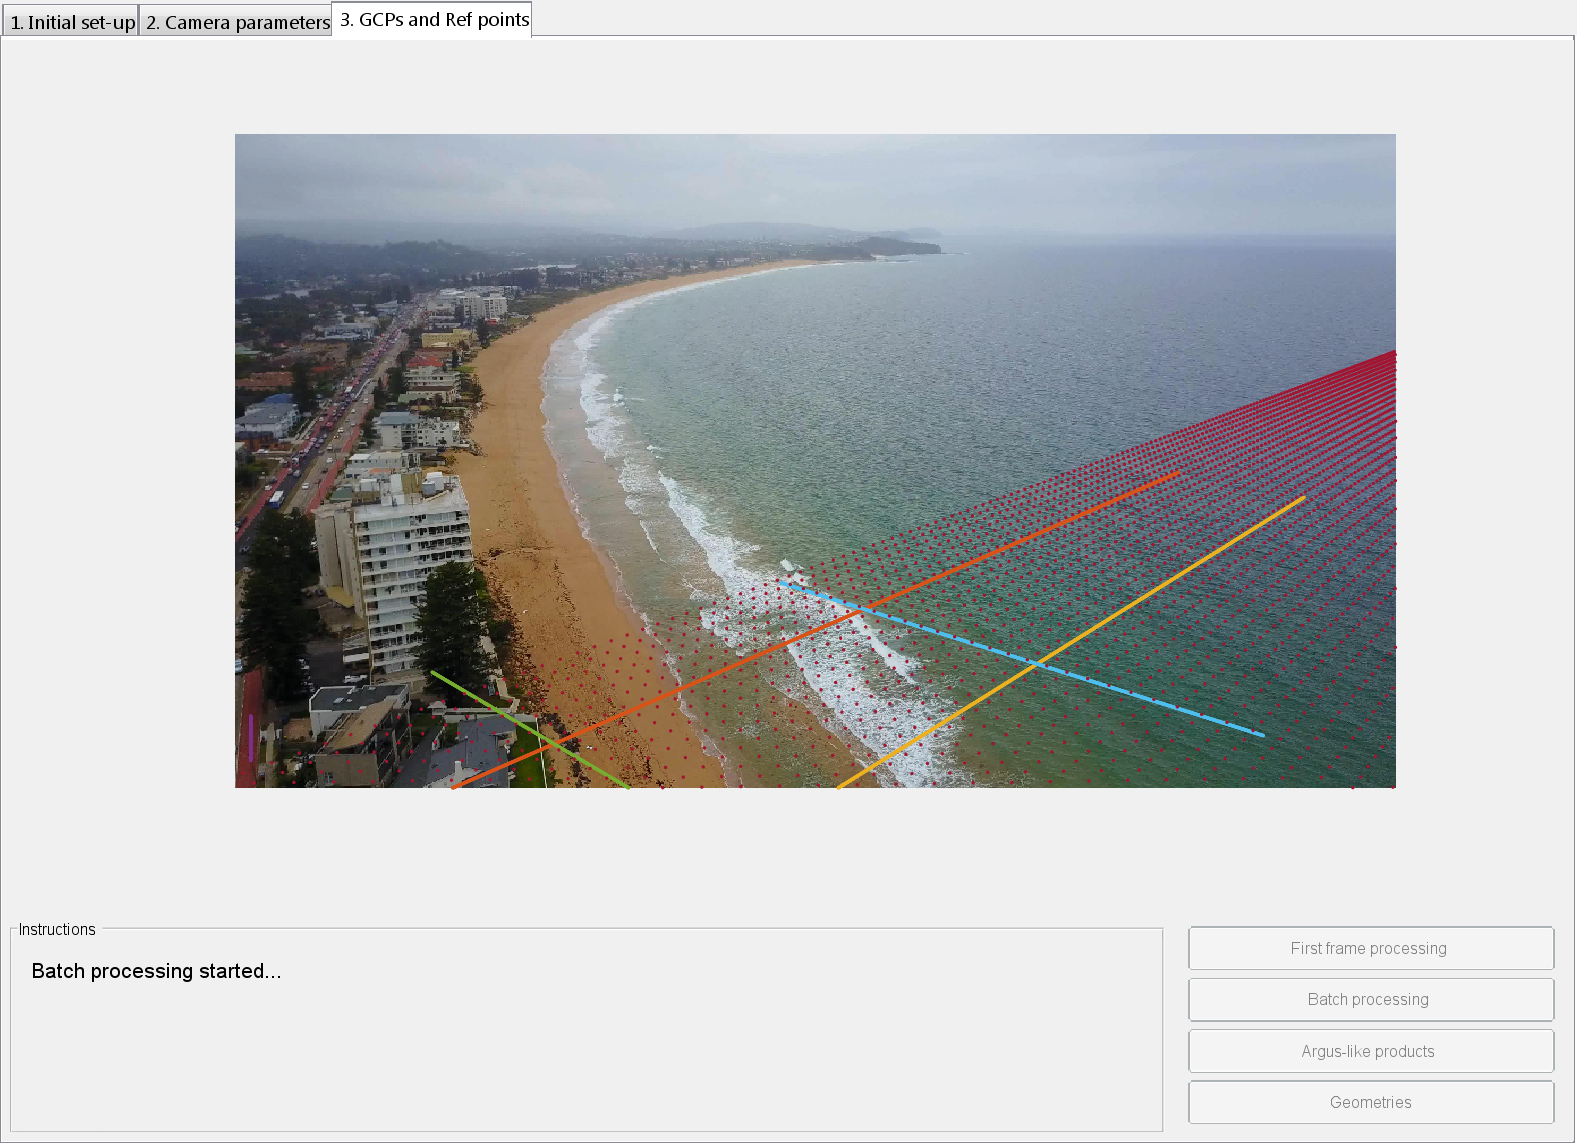 1. Initial set-up
2. Camera parameters
3. GCPs and Ref points
Instructions
Batch processing started...
First frame processing
Batch processing
Argus-like products
Geometries